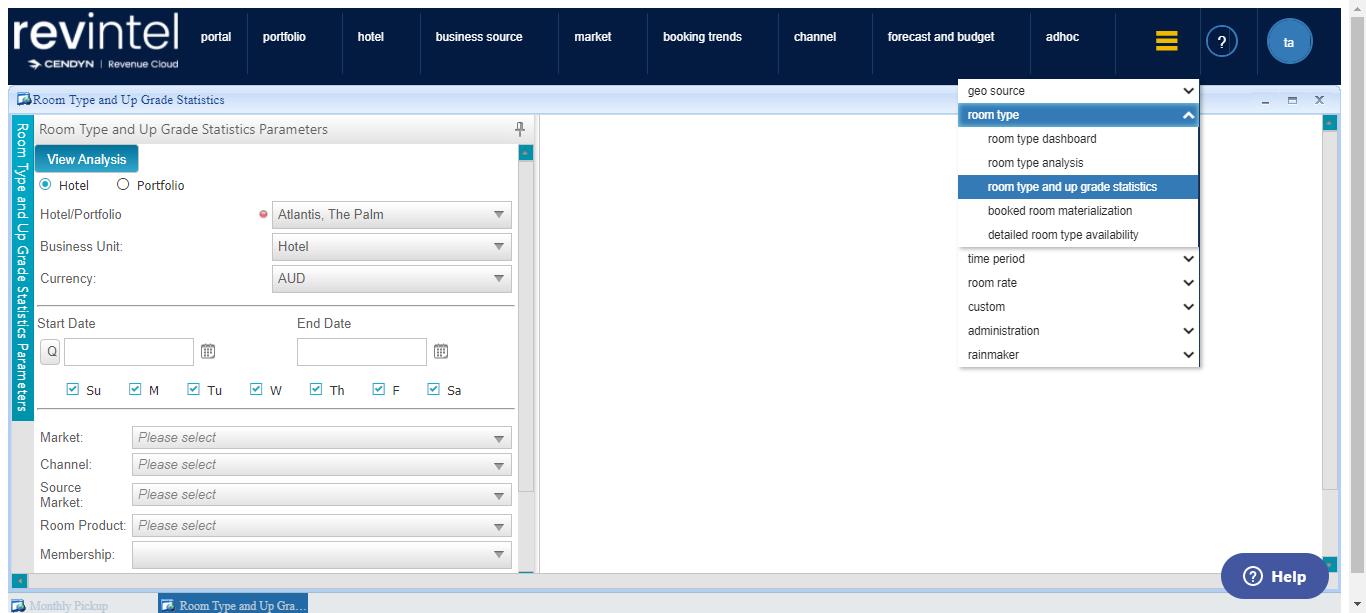 revintel
CENDYN | Revenue Cloud
portal
portfolio
hotel
business source
market
booking trends
channel
forecast and budget
adhoc
?
ta
geo source
room type
room type dashboard
room type analysis
room type and up grade statistics
booked room materialization
detailed room type availability
time period
room rate
custom
administration
rainmaker
Room Type and Up Grade Statistics
Room Type and Up Grade Statistics Parameters
Room Type and Up Grade Statistics Parameters
View Analysis
Hotel
Portfolio
Hotel/Portfolio
Atlantis, The Palm
Business Unit:
Hotel
Currency:
AUD
Start Date
End Date
Q
Su
M
Tu
W
Th
F
Sa
Market:
Please select
Channel:
Please select
Source
Market:
Please select
Room Product:
Please select
Membership:
? Help
Monthly Pickup
Room Type and Up Gra...